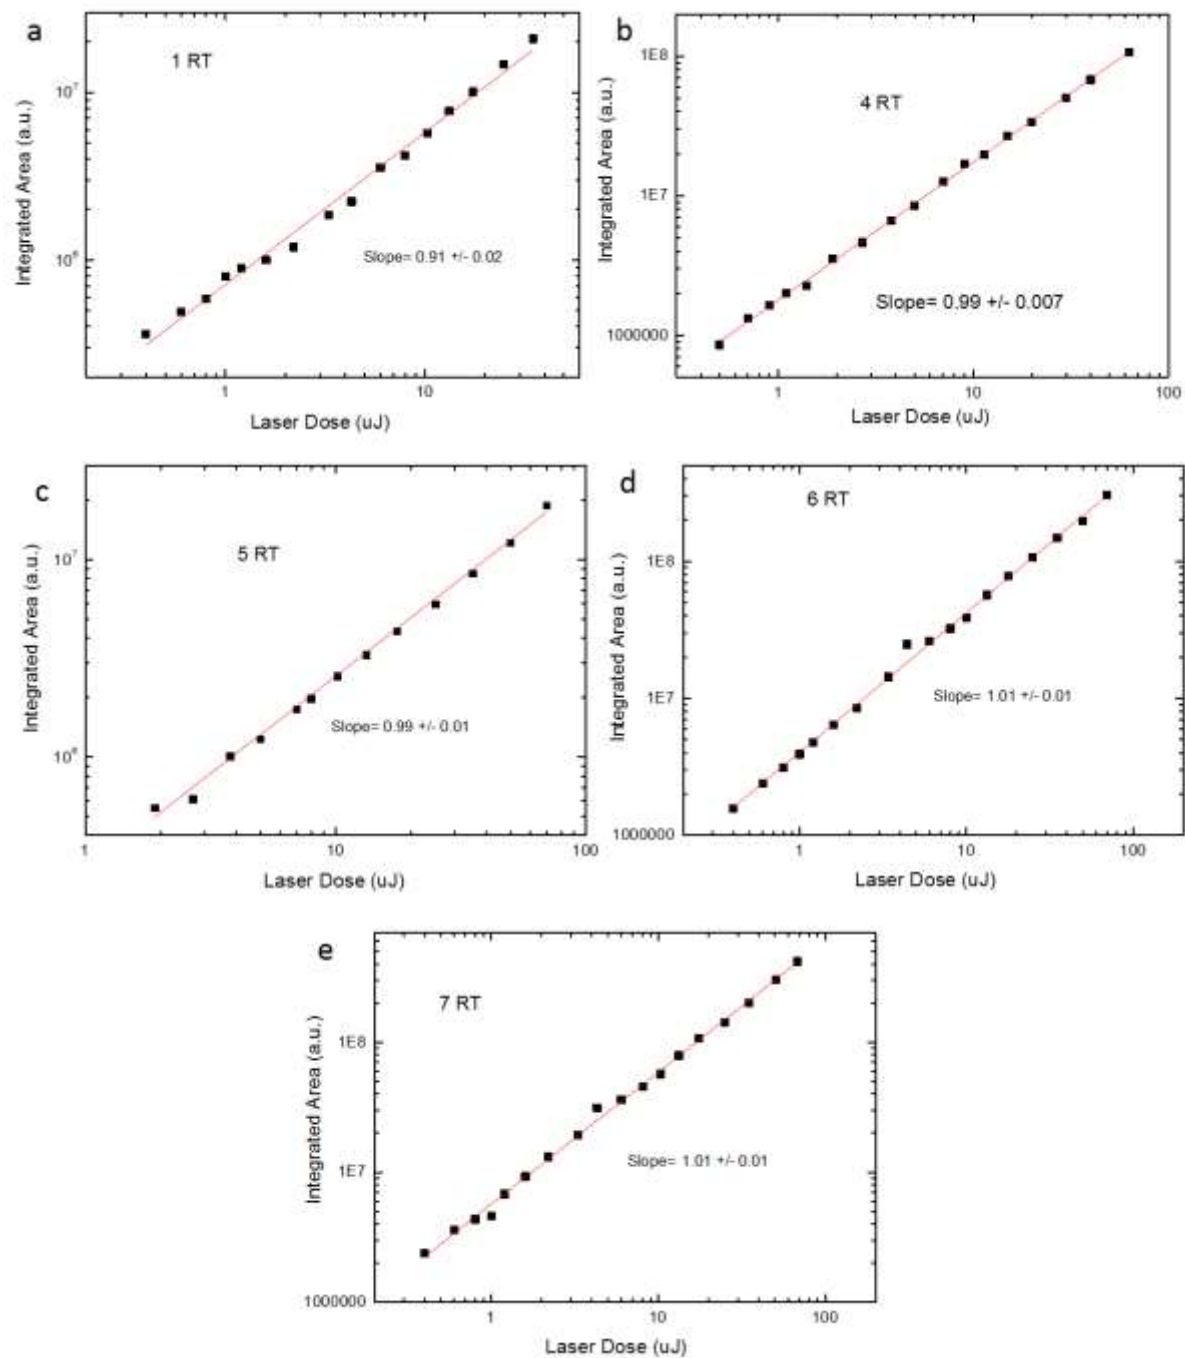 a
1 RT
10⁷
10⁶
Integrated Area (a.u.)
Slope= 0.91 +/- 0.02
1
10
Laser Dose (uJ)
b
4 RT
1E8
1E7
1000000
Integrated Area (a.u.)
Slope= 0.99 +/- 0.007
1
10
100
Laser Dose (uJ)
c
5 RT
10⁷
10⁶
Integrated Area (a.u.)
Slope= 0.99 +/- 0.01
1
10
100
Laser Dose (uJ)
d
6 RT
1E8
1E7
1000000
Integrated Area (a.u.)
Slope= 1.01 +/- 0.01
1
10
100
Laser Dose (uJ)
e
7 RT
1E8
1E7
1000000
Integrated Area (a.u.)
Slope= 1.01 +/- 0.01
1
10
100
Laser Dose (uJ)